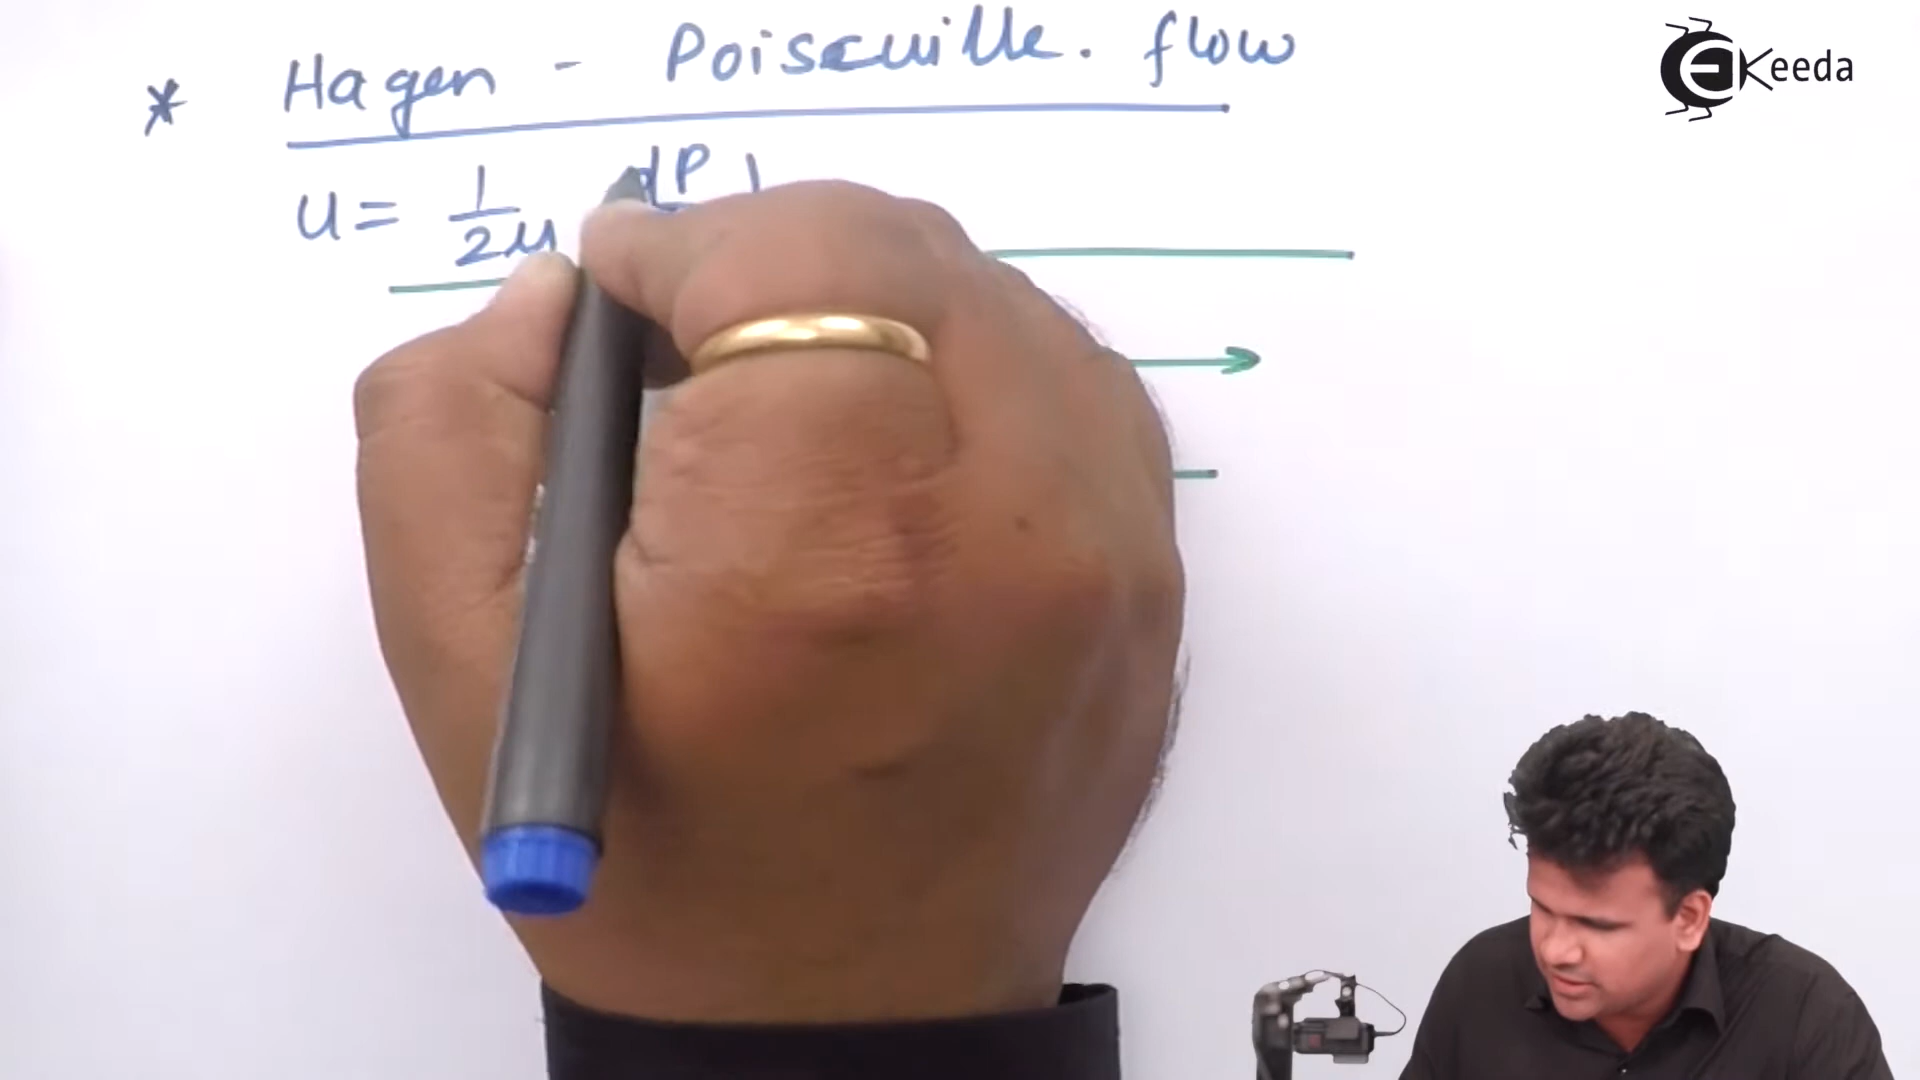 EKeeda
* Hagen - Poiseuille. flow
u = 1/2μ dP